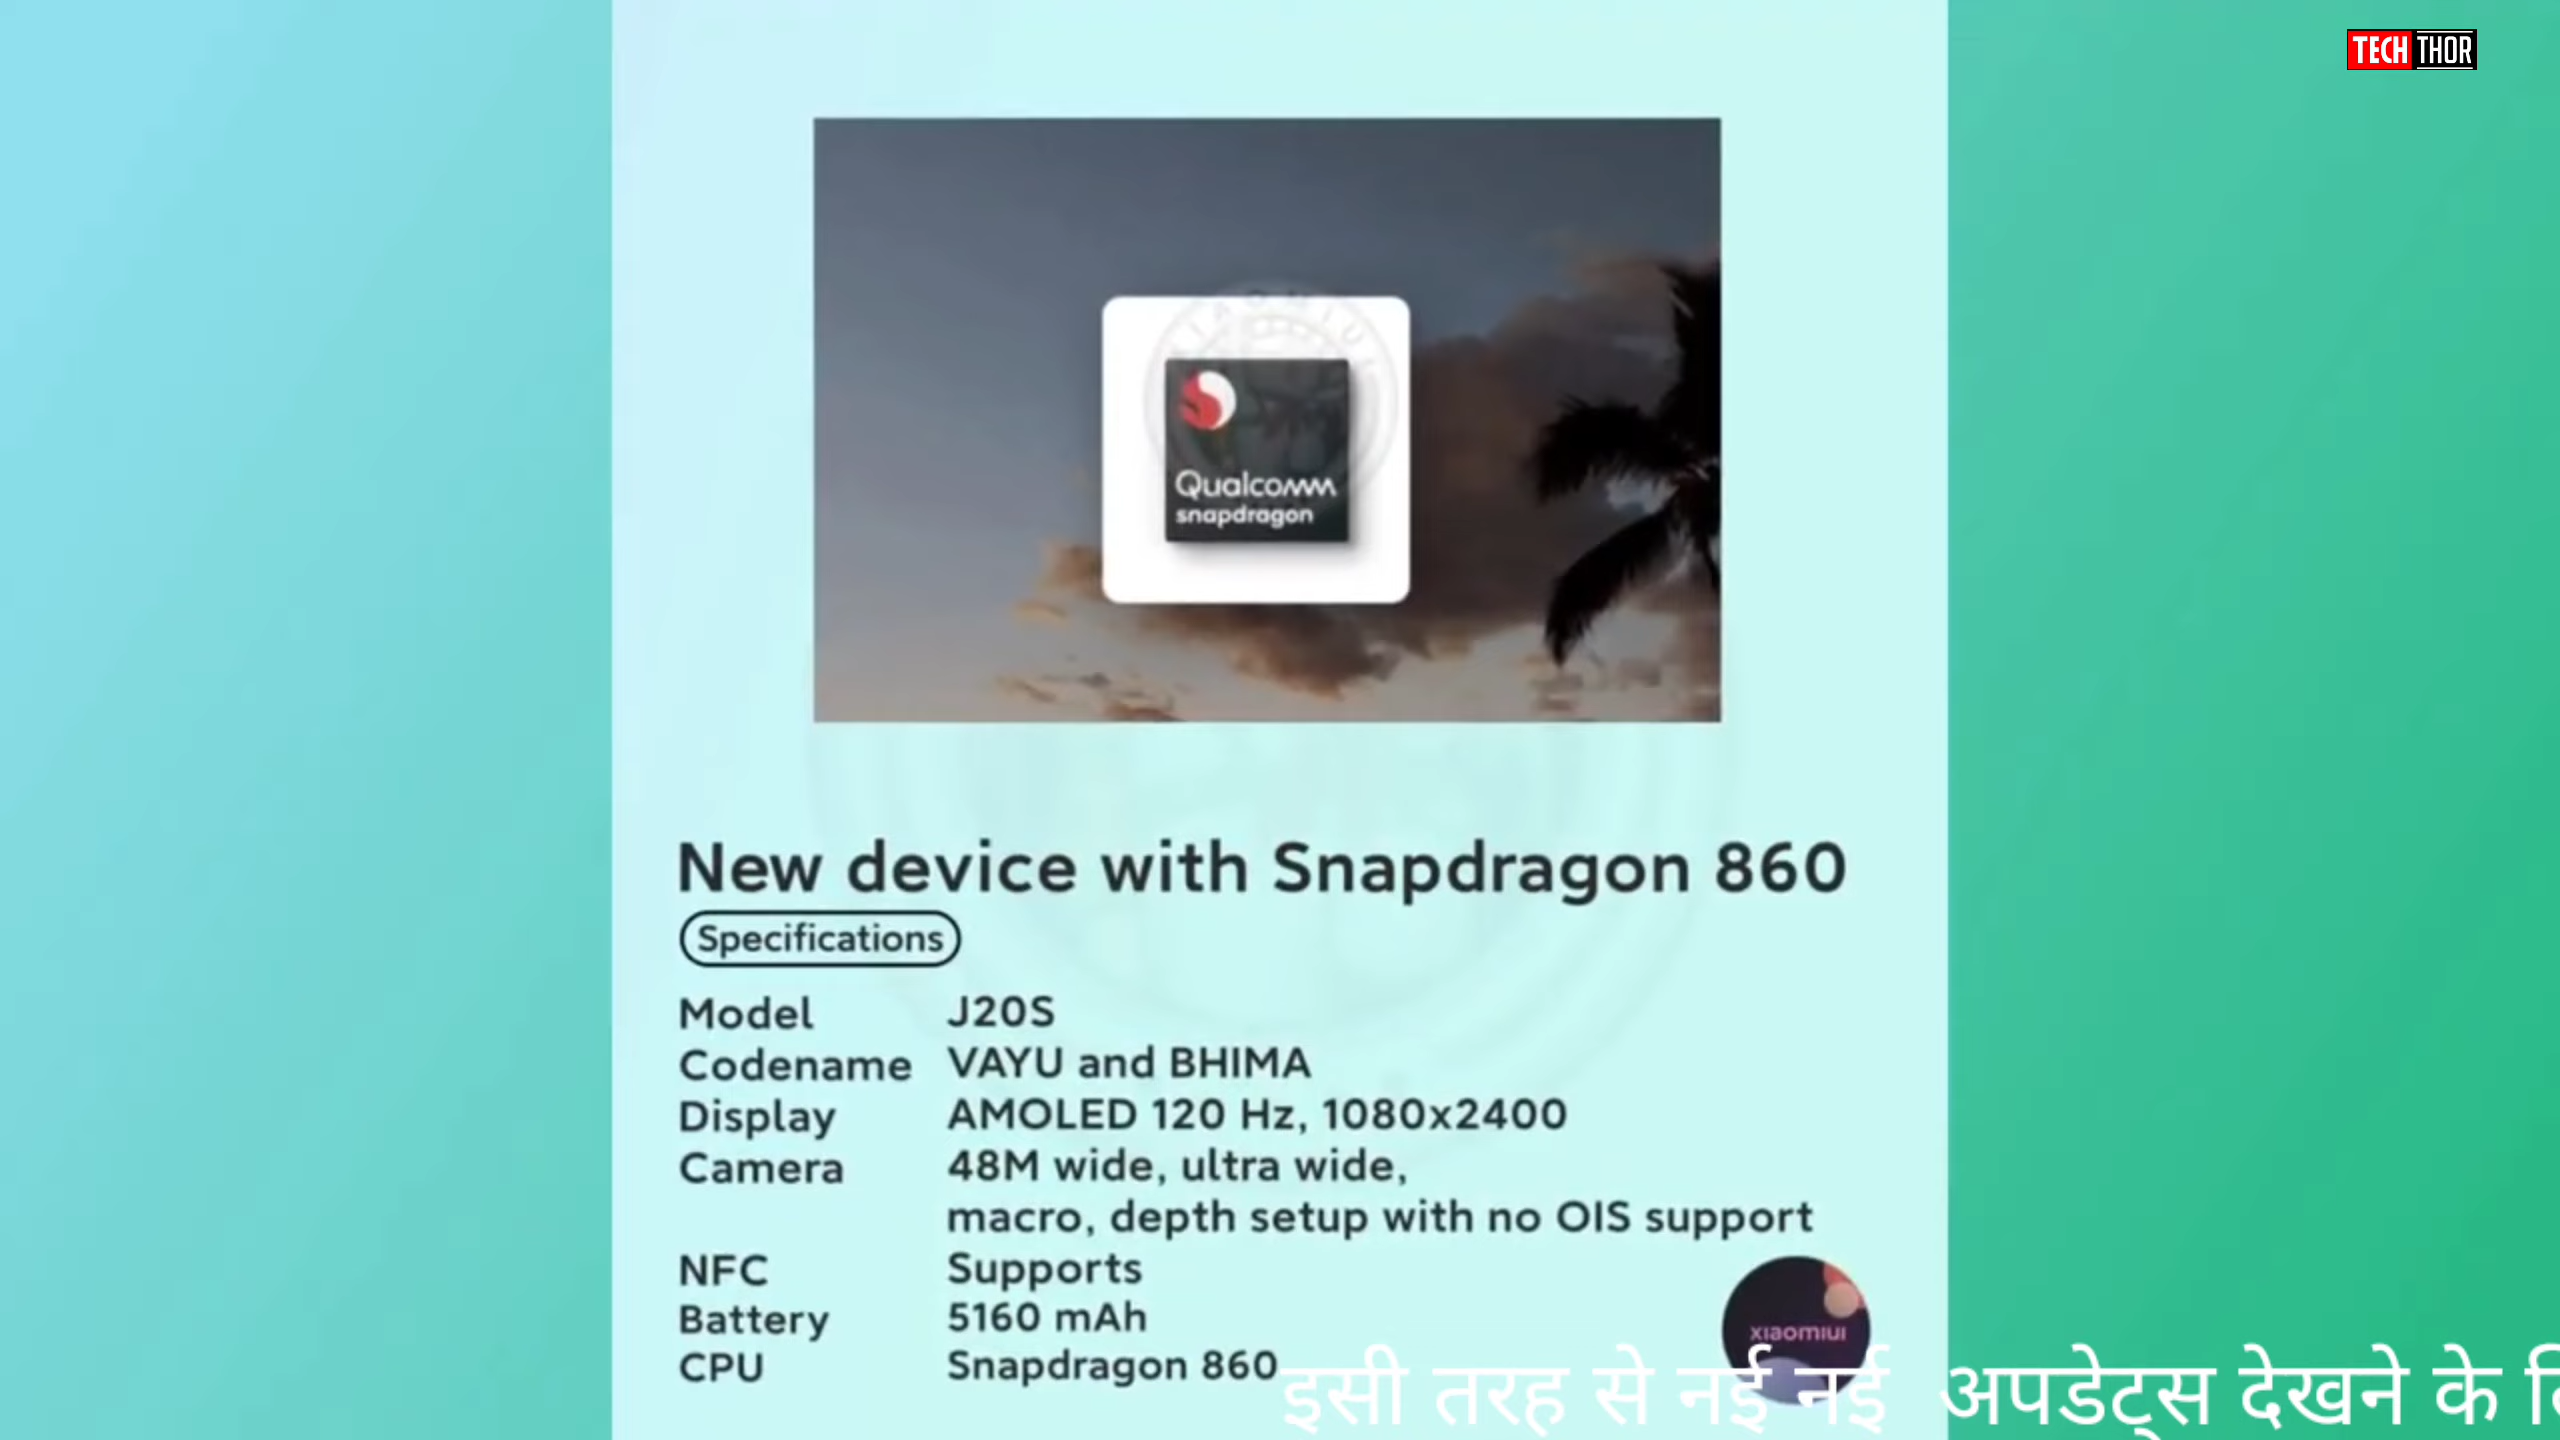 TECH THOR
Qualcomm
snapdragon
New device with Snapdragon 860
Specifications
Model J20S
Codename VAYU and BHIMA
Display AMOLED 120 Hz, 1080x2400
Camera 48M wide, ultra wide,
macro, depth setup with no OIS support
NFC Supports
Battery 5160 mAh
CPU Snapdragon 860
xiaomiui
इसी तरह से नई नई अपडेट्स देखने के